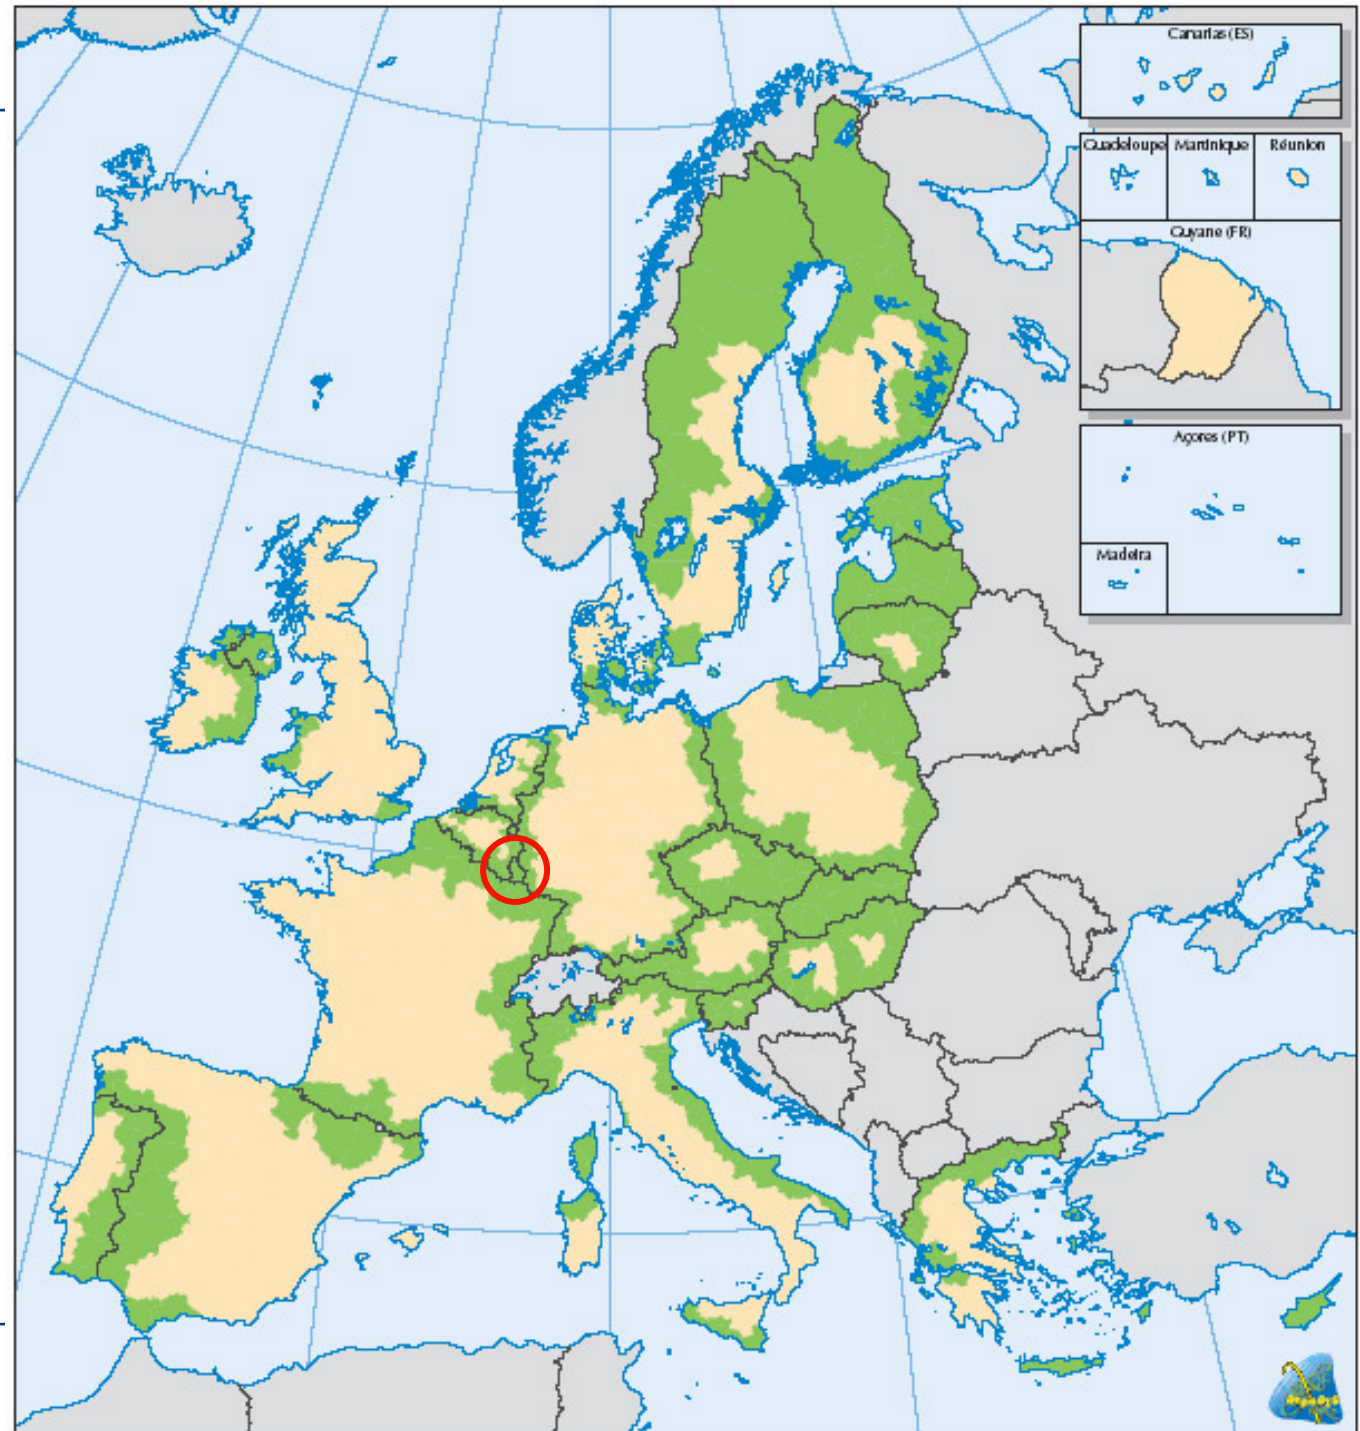 Canarias (ES)
Guadeloupe
Martinique
Réunion
Guyane (FR)
Açores (PT)
Madeira